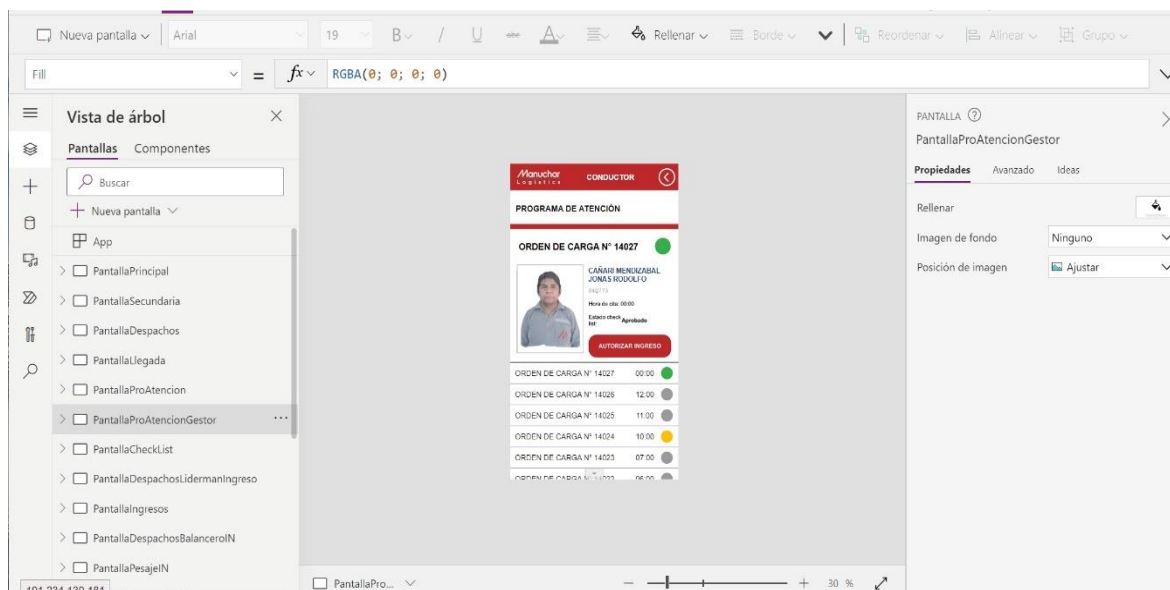 Nueva pantalla Arial 19 B / U abc A Rellenar Borde Reordenar Alinear Grupo
Fill = fx RGBA(0; 0; 0; 0)
Vista de árbol
Pantallas Componentes
Buscar
Nueva pantalla
App
PantallaPrincipal
PantallaSecundaria
PantallaDespachos
PantallaLlegada
PantallaProAtencion
PantallaProAtencionGestor ...
PantallaCheckList
PantallaDespachosLidermanIngreso
PantallaIngresos
PantallaDespachosBalanceroIN
PantallaPesajeIN
Manuchar
Logistics
CONDUCTOR
PROGRAMA DE ATENCIÓN
ORDEN DE CARGA N° 14027
CAÑARI MENDIZABAL
JONAS RODOLFO
Hora de cita: 00:00
Estado check list: Aprobado
AUTORIZAR INGRESO
ORDEN DE CARGA N° 14027 00:00
ORDEN DE CARGA N° 14026 12:00
ORDEN DE CARGA N° 14025 11:00
ORDEN DE CARGA N° 14024 10:00
ORDEN DE CARGA N° 14023 07:00
PantallaPro...
30 %
PANTALLA
PantallaProAtencionGestor
Propiedades Avanzado Ideas
Rellenar
Imagen de fondo Ninguno
Posición de imagen Ajustar